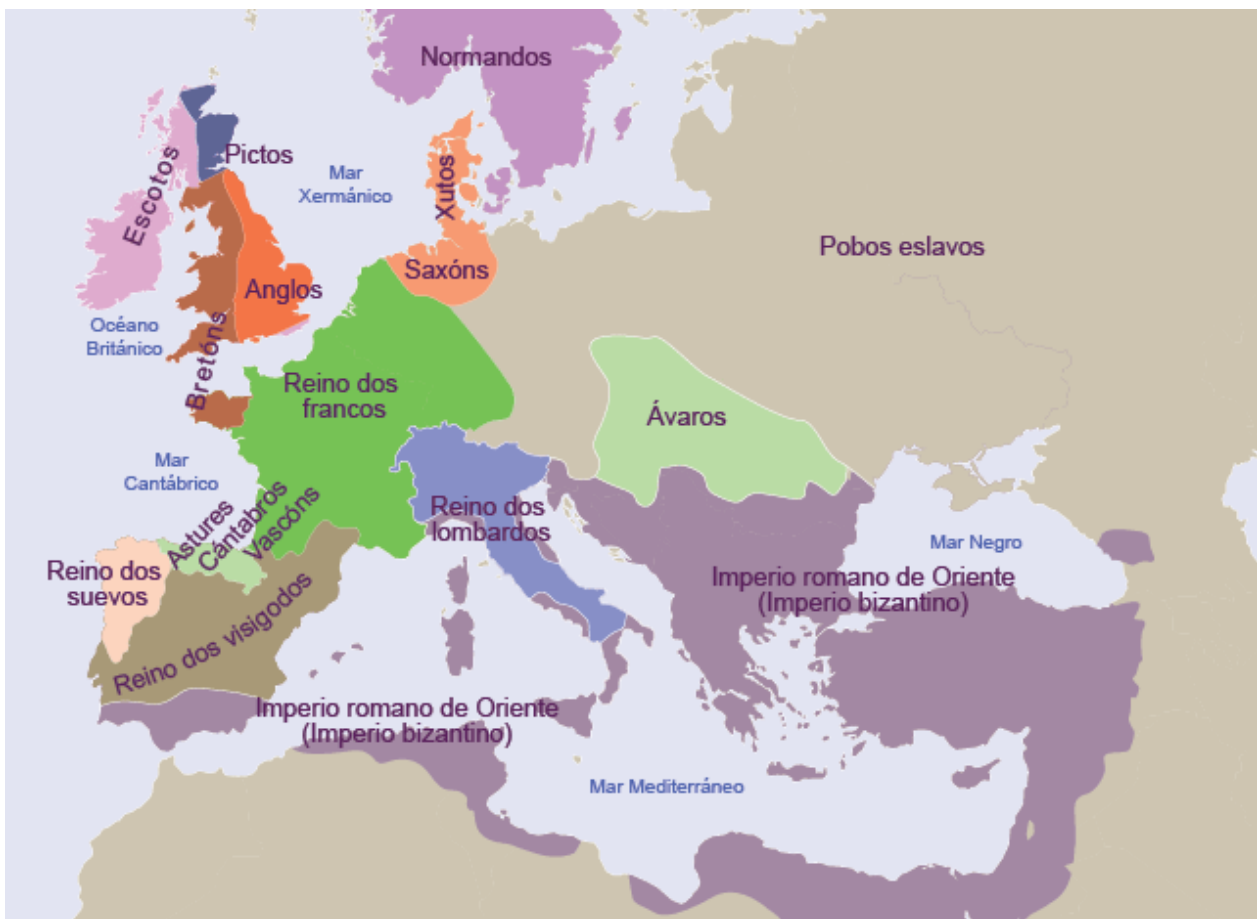 Normandos
Pictos
Escotos
Mar
Xermánico
Xutos
Pobos eslavos
Saxóns
Anglos
Océano
Británico
Bretóns
Reino dos
francos
Ávaros
Mar
Cantábrico
Astures
Cántabros
Vascóns
Reino dos
lombardos
Mar Negro
Reino dos
suevos
Imperio romano de Oriente
(Imperio bizantino)
Reino dos visigodos
Imperio romano de Oriente
(Imperio bizantino)
Mar Mediterráneo